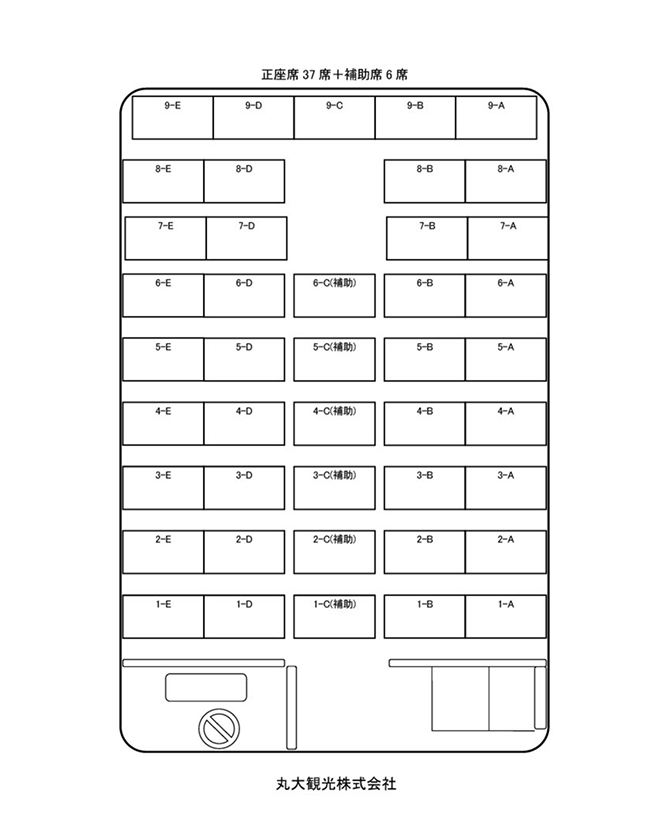 正座席37席＋補助席6席
9-E 9-D 9-C 9-B 9-A
8-E 8-D 8-B 8-A
7-E 7-D 7-B 7-A
6-E 6-D 6-C(補助) 6-B 6-A
5-E 5-D 5-C(補助) 5-B 5-A
4-E 4-D 4-C(補助) 4-B 4-A
3-E 3-D 3-C(補助) 3-B 3-A
2-E 2-D 2-C(補助) 2-B 2-A
1-E 1-D 1-C(補助) 1-B 1-A
丸大観光株式会社